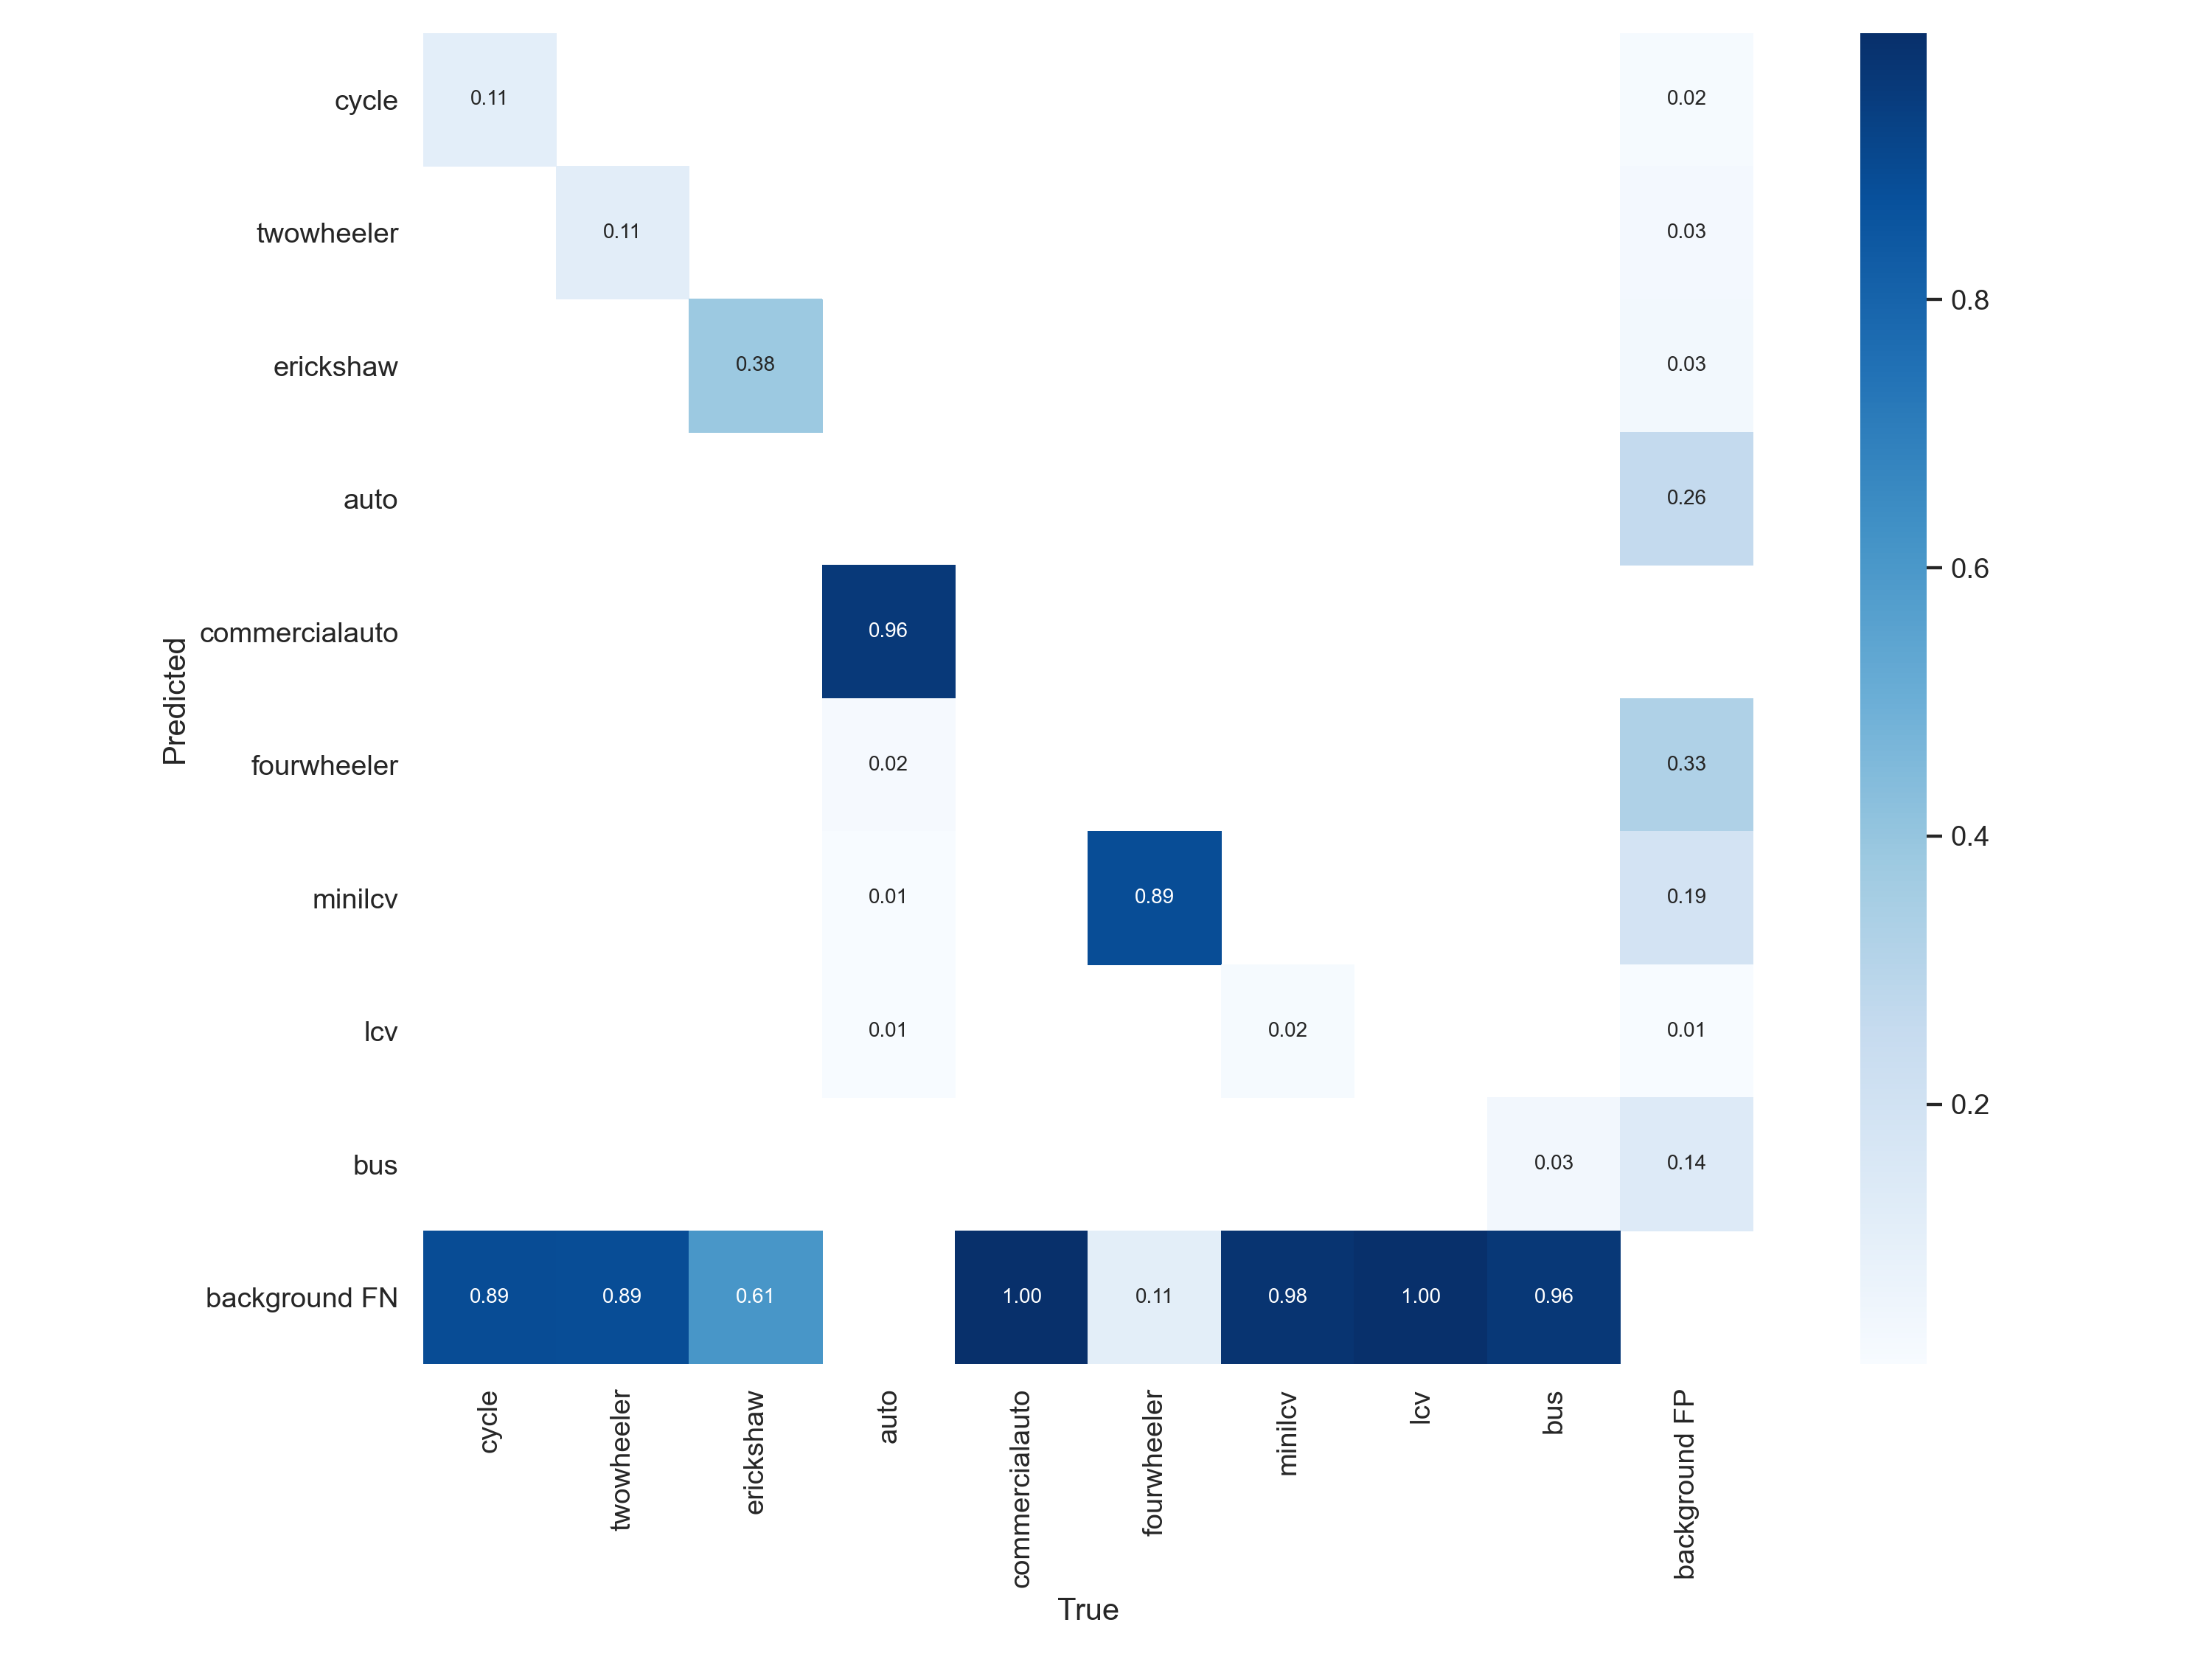 cycle 0.11 0.02
twowheeler 0.11 0.03
erickshaw 0.38 0.03
auto 0.26
commercialauto 0.96
fourwheeler 0.02 0.33
minilcv 0.01 0.89 0.19
lcv 0.01 0.02 0.01
bus 0.03 0.14
background FN 0.89 0.89 0.61 1.00 0.11 0.98 1.00 0.96
Predicted
cycle
twowheeler
erickshaw
auto
commercialauto
fourwheeler
minilcv
lcv
bus
background FP
True
0.8
0.6
0.4
0.2